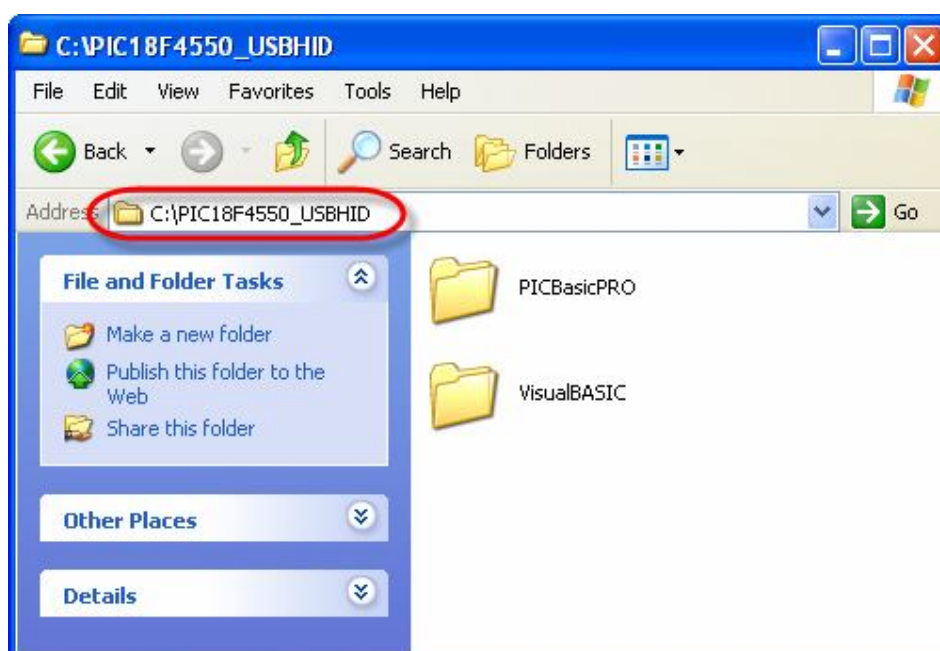 C:\PIC18F4550_USBHID
File Edit View Favorites Tools Help
Back Search Folders
Address C:\PIC18F4550_USBHID Go
File and Folder Tasks
Make a new folder
Publish this folder to the
Web
Share this folder
Other Places
Details
PICBasicPRO
VisualBASIC